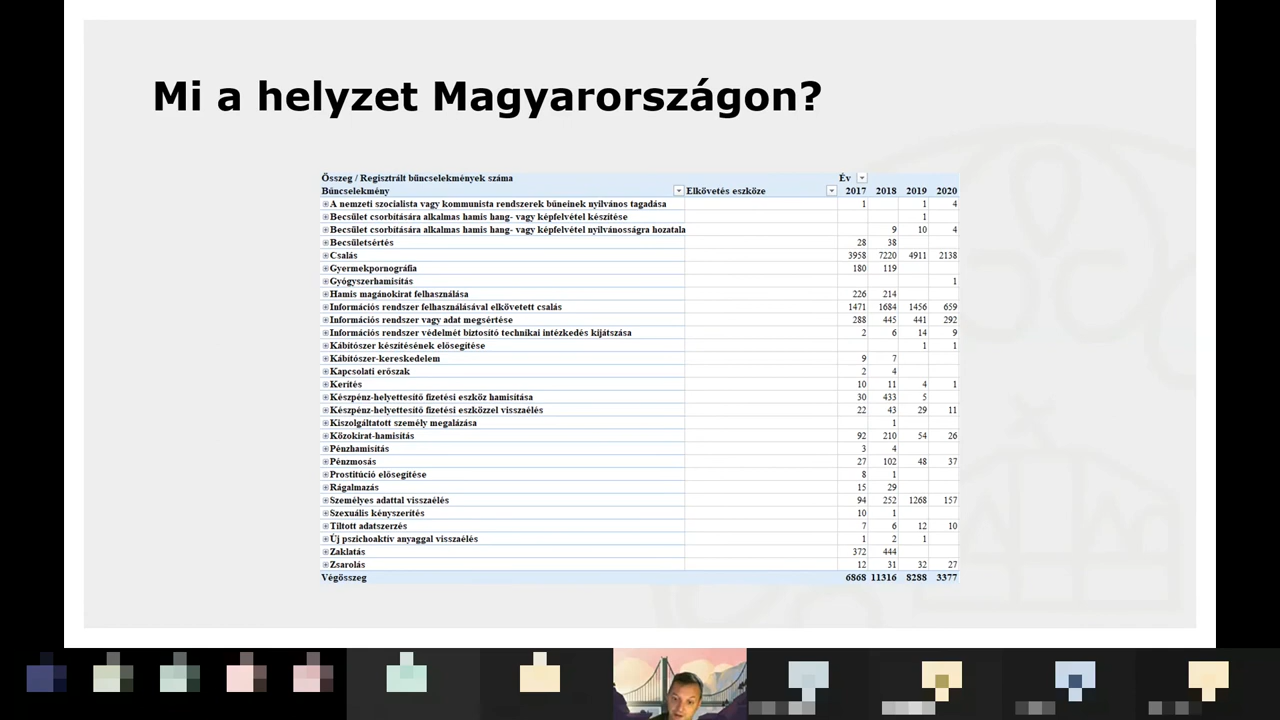 Mi a helyzet Magyarországon?
Összeg / Regisztrált bűncselekmények száma Év
Bűncselekmény Elkövetés eszköze 2017 2018 2019 2020
A nemzeti szocialista vagy kommunista rendszerek bűneinek nyilvános tagadása 1 1 4
Becsület csorbítására alkalmas hamis hang- vagy képfelvétel készítése 1
Becsület csorbítására alkalmas hamis hang- vagy képfelvétel nyilvánosságra hozatala 9 10 4
Becsületsértés 28 38
Csalás 3958 7220 4911 2138
Gyermekpornográfia 180 119
Gyógyszerhamisítás 1
Hamis magánokirat felhasználása 226 214
Információs rendszer felhasználásával elkövetett csalás 1471 1684 1456 659
Információs rendszer vagy adat megsértése 288 445 441 292
Információs rendszer védelmét biztosító technikai intézkedés kijátszása 2 6 14 9
Kábítószer készítésének elősegítése 1 1
Kábítószer-kereskedelem 9 7
Kapcsolati erőszak 2 4
Kerítés 10 11 4 1
Készpénz-helyettesítő fizetési eszköz hamisítása 30 433 5
Készpénz-helyettesítő fizetési eszközzel visszaélés 22 43 29 11
Kiszolgáltatott személy megalázása 1
Közokirat-hamisítás 92 210 54 26
Pénzhamisítás 3 4
Pénzmosás 27 102 48 37
Prostitúció elősegítése 8 1
Rágalmazás 15 29
Személyes adattal visszaélés 94 252 1268 157
Szexuális kényszerítés 10 1
Tiltott adatszerzés 7 6 12 10
Új pszichoaktív anyaggal visszaélés 1 2 1
Zaklatás 372 444
Zsarolás 12 31 32 27
Végösszeg 6868 11316 8288 3377